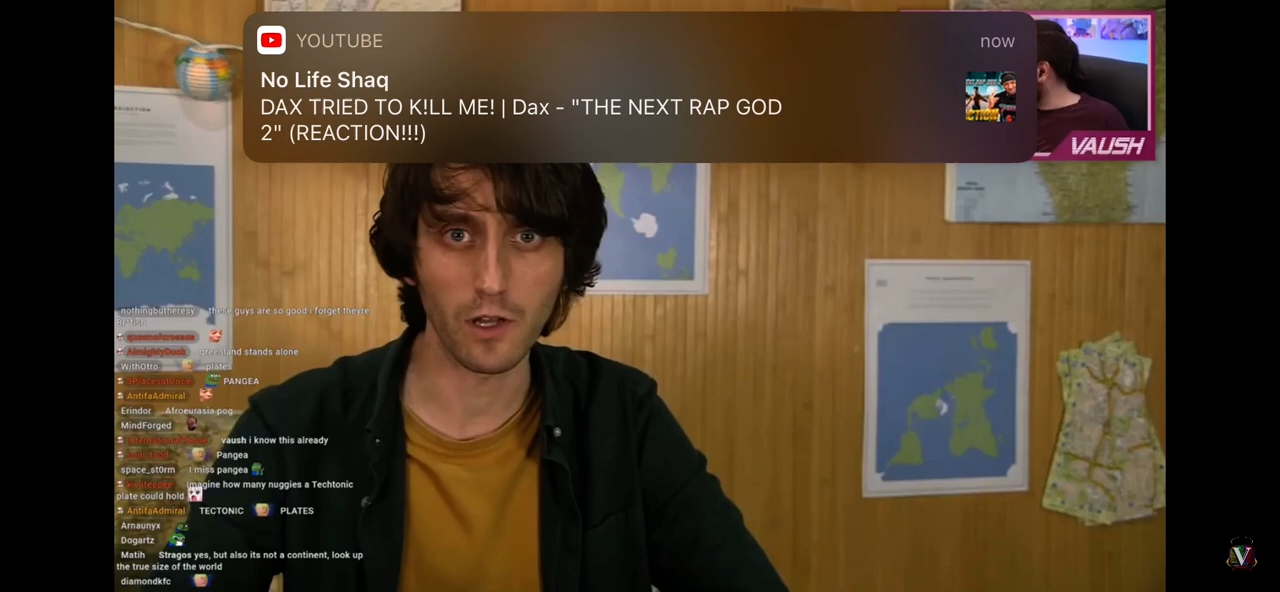 YOUTUBE
now
No Life Shaq
DAX TRIED TO K!LL ME! | Dax - "THE NEXT RAP GOD
2" (REACTION!!!)
VAUSH
nothingbutheresy these guys are so good i forget theyre
greenland stands alone
WithOtro plates
PANGEA
AntifaAdmiral
Erindor Afroeurasia pog
MindForged
vaush i know this already
Pangea
space_st0rm I miss pangea
imagine how many nuggies a Techtonic
plate could hold
AntifaAdmiral TECTONIC PLATES
Arnaunyx
Dogartz
Matih Stragos yes, but also its not a continent, look up
the true size of the world
diamondkfc
V